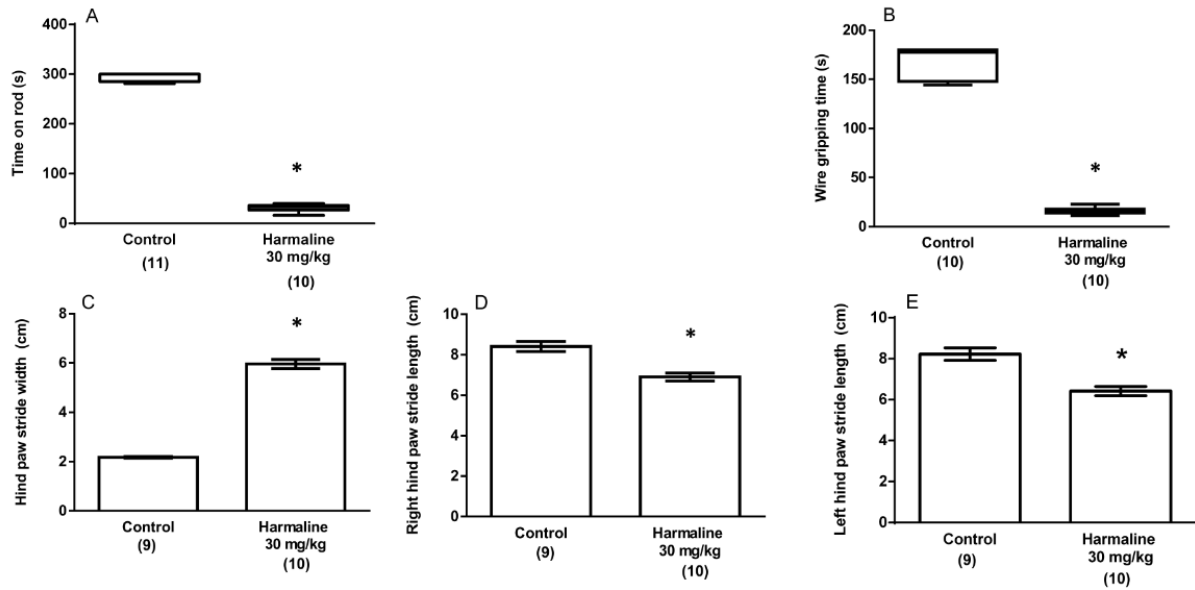 A
Time on rod (s)
400
300
200
100
0
*
Control
(11)
Harmaline
30 mg/kg
(10)
B
Wire gripping time (s)
200
150
100
50
0
*
Control
(10)
Harmaline
30 mg/kg
(10)
C
Hind paw stride width (cm)
8
6
4
2
0
*
Control
(9)
Harmaline
30 mg/kg
(10)
D
Right hind paw stride length (cm)
10
8
6
4
2
0
*
Control
(9)
Harmaline
30 mg/kg
(10)
E
Left hind paw stride length (cm)
10
8
6
4
2
0
*
Control
(9)
Harmaline
30 mg/kg
(10)